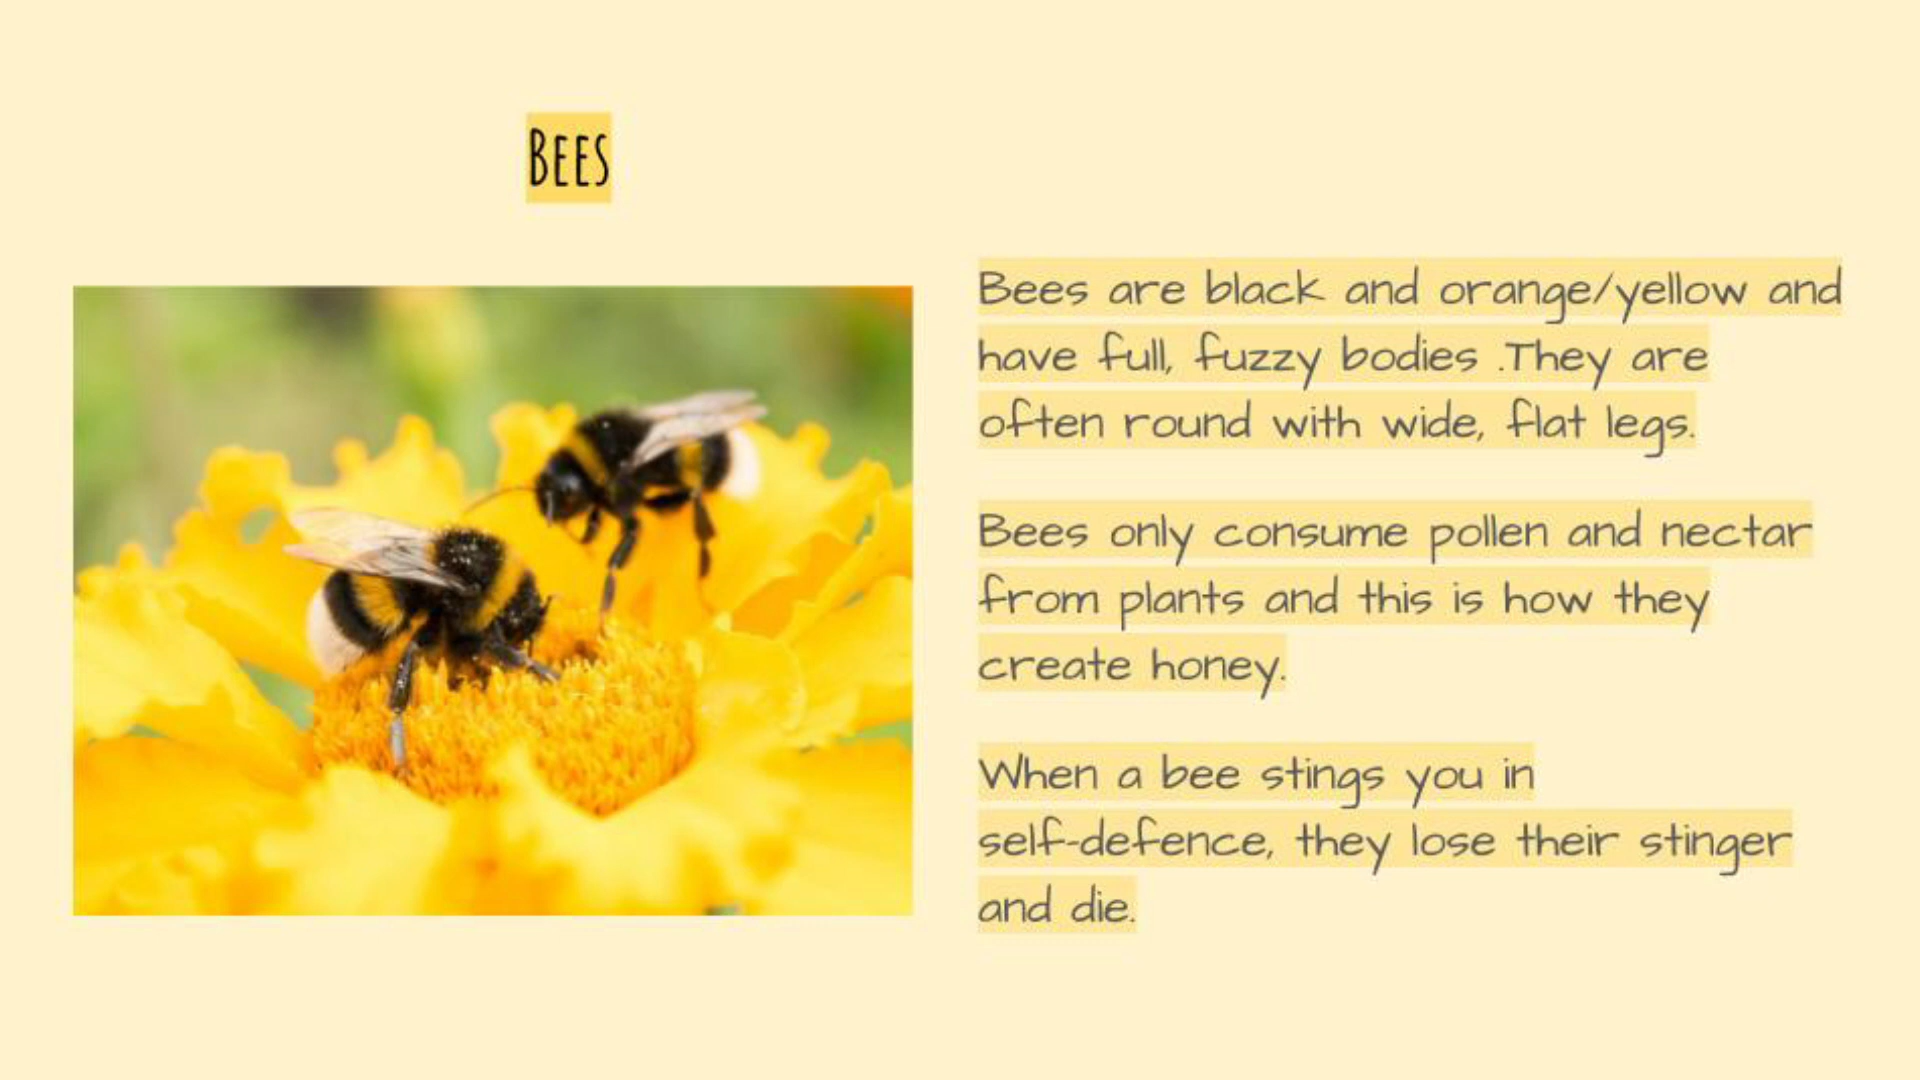 Bees
Bees are black and orange/yellow and
have full, fuzzy bodies .They are
often round with wide, flat legs.
Bees only consume pollen and nectar
from plants and this is how they
create honey.
When a bee stings you in
self-defence, they lose their stinger
and die.